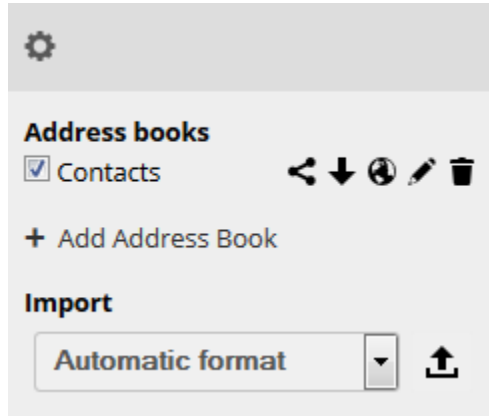 Address books
Contacts
+ Add Address Book
Import
Automatic format